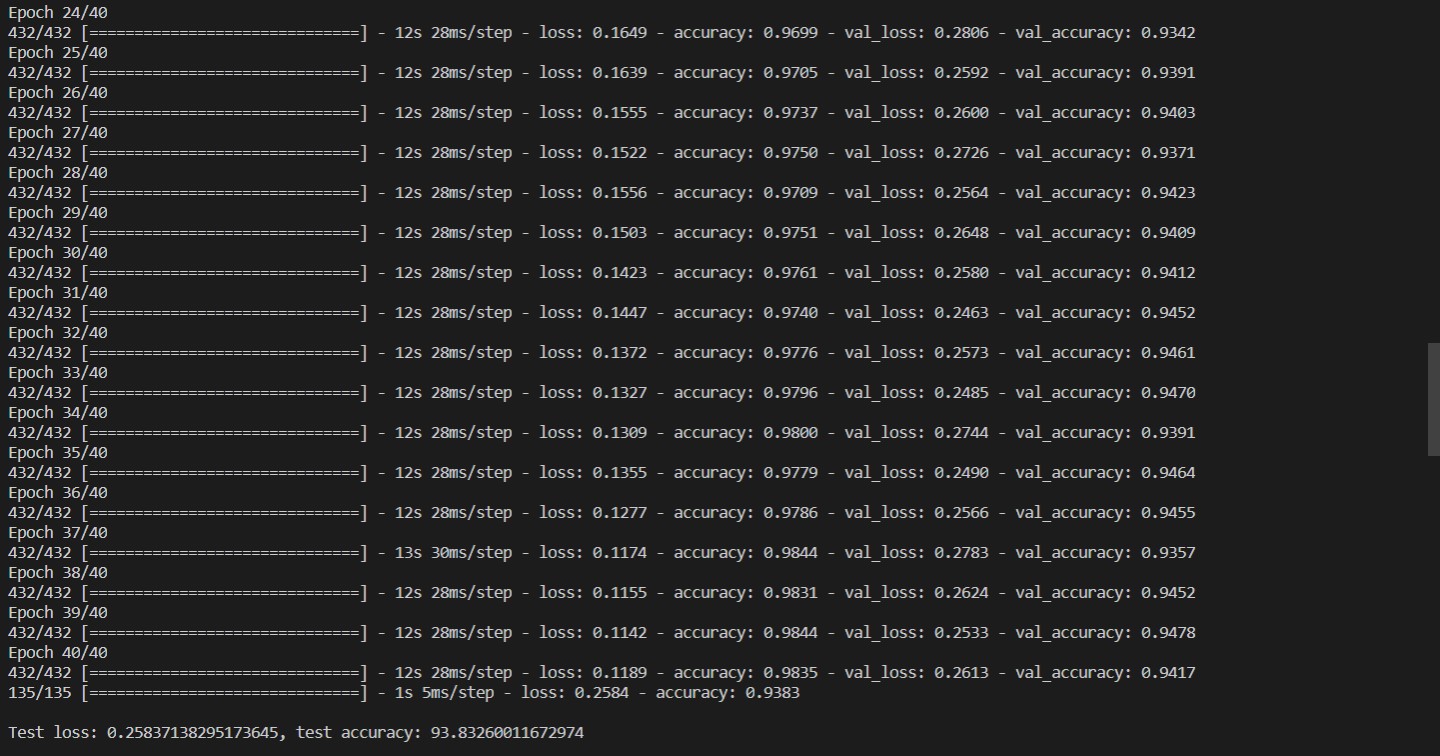 Epoch 24/40
432/432 [==============================] - 12s 28ms/step - loss: 0.1649 - accuracy: 0.9699 - val_loss: 0.2806 - val_accuracy: 0.9342
Epoch 25/40
432/432 [==============================] - 12s 28ms/step - loss: 0.1639 - accuracy: 0.9705 - val_loss: 0.2592 - val_accuracy: 0.9391
Epoch 26/40
432/432 [==============================] - 12s 28ms/step - loss: 0.1555 - accuracy: 0.9737 - val_loss: 0.2600 - val_accuracy: 0.9403
Epoch 27/40
432/432 [==============================] - 12s 28ms/step - loss: 0.1522 - accuracy: 0.9750 - val_loss: 0.2726 - val_accuracy: 0.9371
Epoch 28/40
432/432 [==============================] - 12s 28ms/step - loss: 0.1556 - accuracy: 0.9709 - val_loss: 0.2564 - val_accuracy: 0.9423
Epoch 29/40
432/432 [==============================] - 12s 28ms/step - loss: 0.1503 - accuracy: 0.9751 - val_loss: 0.2648 - val_accuracy: 0.9409
Epoch 30/40
432/432 [==============================] - 12s 28ms/step - loss: 0.1423 - accuracy: 0.9761 - val_loss: 0.2580 - val_accuracy: 0.9412
Epoch 31/40
432/432 [==============================] - 12s 28ms/step - loss: 0.1447 - accuracy: 0.9740 - val_loss: 0.2463 - val_accuracy: 0.9452
Epoch 32/40
432/432 [==============================] - 12s 28ms/step - loss: 0.1372 - accuracy: 0.9776 - val_loss: 0.2573 - val_accuracy: 0.9461
Epoch 33/40
432/432 [==============================] - 12s 28ms/step - loss: 0.1327 - accuracy: 0.9796 - val_loss: 0.2485 - val_accuracy: 0.9470
Epoch 34/40
432/432 [==============================] - 12s 28ms/step - loss: 0.1309 - accuracy: 0.9800 - val_loss: 0.2744 - val_accuracy: 0.9391
Epoch 35/40
432/432 [==============================] - 12s 28ms/step - loss: 0.1355 - accuracy: 0.9779 - val_loss: 0.2490 - val_accuracy: 0.9464
Epoch 36/40
432/432 [==============================] - 12s 28ms/step - loss: 0.1277 - accuracy: 0.9786 - val_loss: 0.2566 - val_accuracy: 0.9455
Epoch 37/40
432/432 [==============================] - 13s 30ms/step - loss: 0.1174 - accuracy: 0.9844 - val_loss: 0.2783 - val_accuracy: 0.9357
Epoch 38/40
432/432 [==============================] - 12s 28ms/step - loss: 0.1155 - accuracy: 0.9831 - val_loss: 0.2624 - val_accuracy: 0.9452
Epoch 39/40
432/432 [==============================] - 12s 28ms/step - loss: 0.1142 - accuracy: 0.9844 - val_loss: 0.2533 - val_accuracy: 0.9478
Epoch 40/40
432/432 [==============================] - 12s 28ms/step - loss: 0.1189 - accuracy: 0.9835 - val_loss: 0.2613 - val_accuracy: 0.9417
135/135 [==============================] - 1s 5ms/step - loss: 0.2584 - accuracy: 0.9383
Test loss: 0.25837138295173645, test accuracy: 93.83260011672974